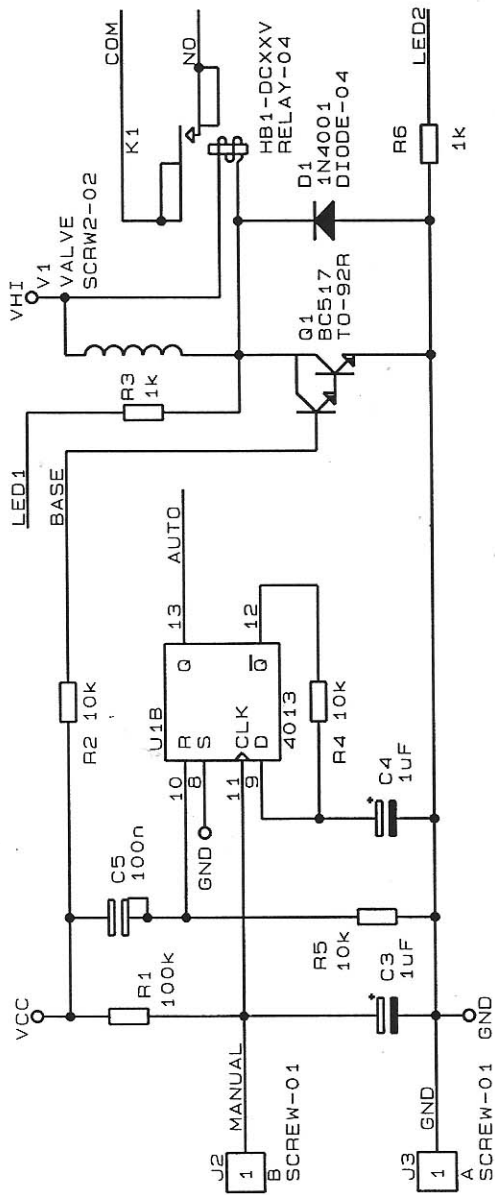 VCC
R1
100k
C5
100n
R2
10k
BASE
LED1
R3
1k
VHI
V1
VALVE
SCRW2-02
COM
K1
NO
HB1-DCXXV
RELAY-04
D1
1N4001
DIODE-04
Q1
BC517
TO-92R
R6
1k
LED2
AUTO
U1B
10
R
8
S
11
CLK
9
D
Q
13
Q
12
4013
GND
R4
10k
C4
1uF
+
R5
10k
C3
1uF
+
J2
1
B
SCREW-01
MANUAL
J3
1
A
SCREW-01
GND
GND